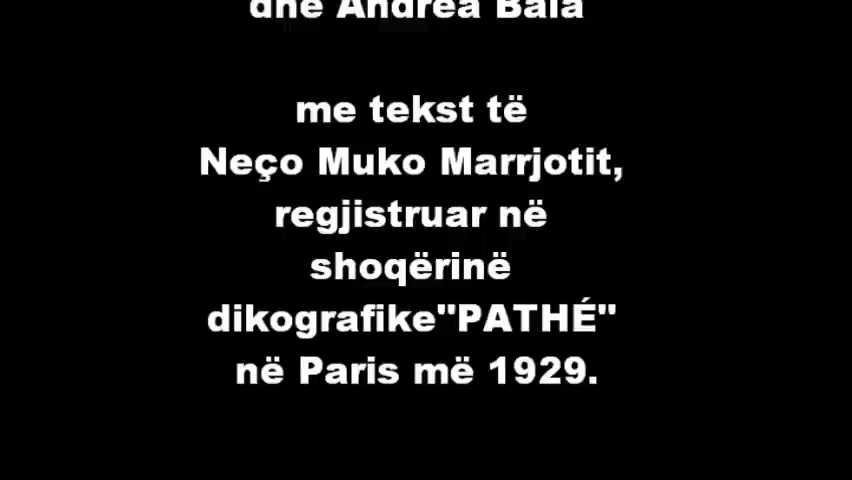 dhe Andrea Bala
me tekst të
Neço Muko Marrjotit,
regjistruar në
shoqërinë
dikografike"PATHÉ"
në Paris më 1929.